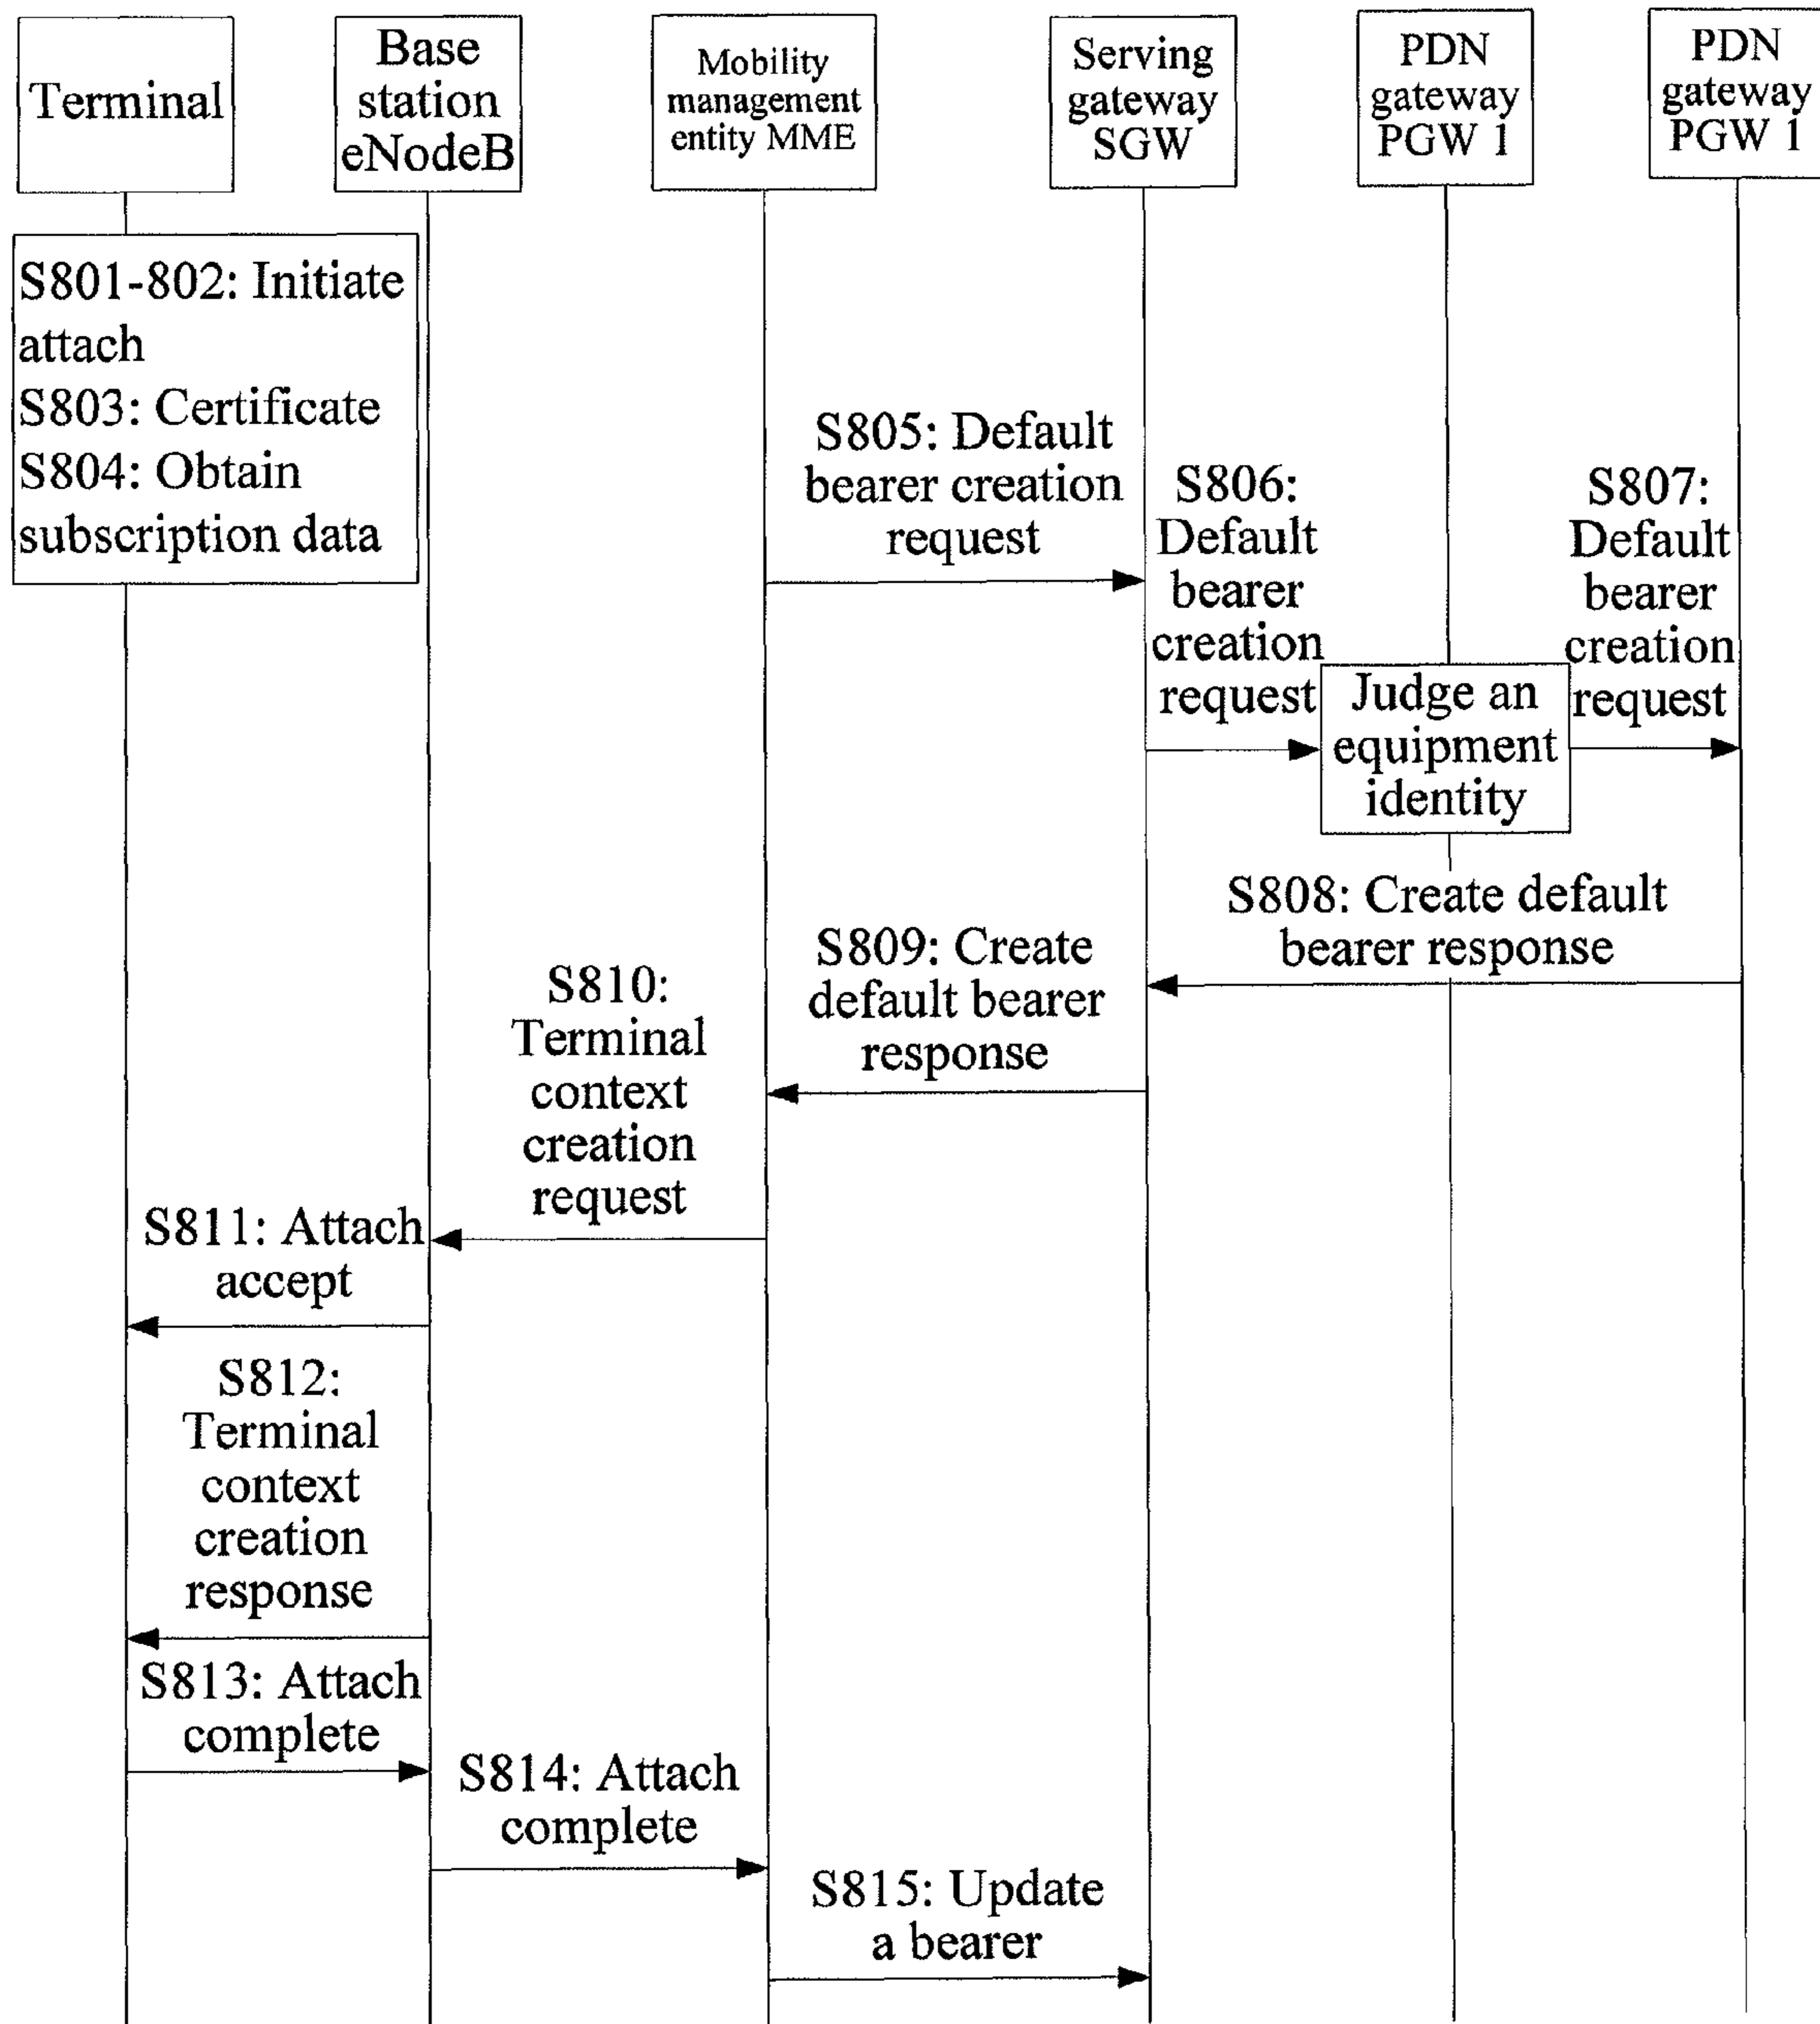 Terminal
Base
station
eNodeB
Mobility
management
entity MME
Serving
gateway
SGW
PDN
gateway
PGW 1
PDN
gateway
PGW 1
S801-802: Initiate
attach
S803: Certificate
S804: Obtain
subscription data
S805: Default
bearer creation
request
S806:
Default
bearer
creation
request
Judge an
equipment
identity
S807:
Default
bearer
creation
request
S808: Create default
bearer response
S809: Create
default bearer
response
S810:
Terminal
context
creation
request
S811: Attach
accept
S812:
Terminal
context
creation
response
S813: Attach
complete
S814: Attach
complete
S815: Update
a bearer